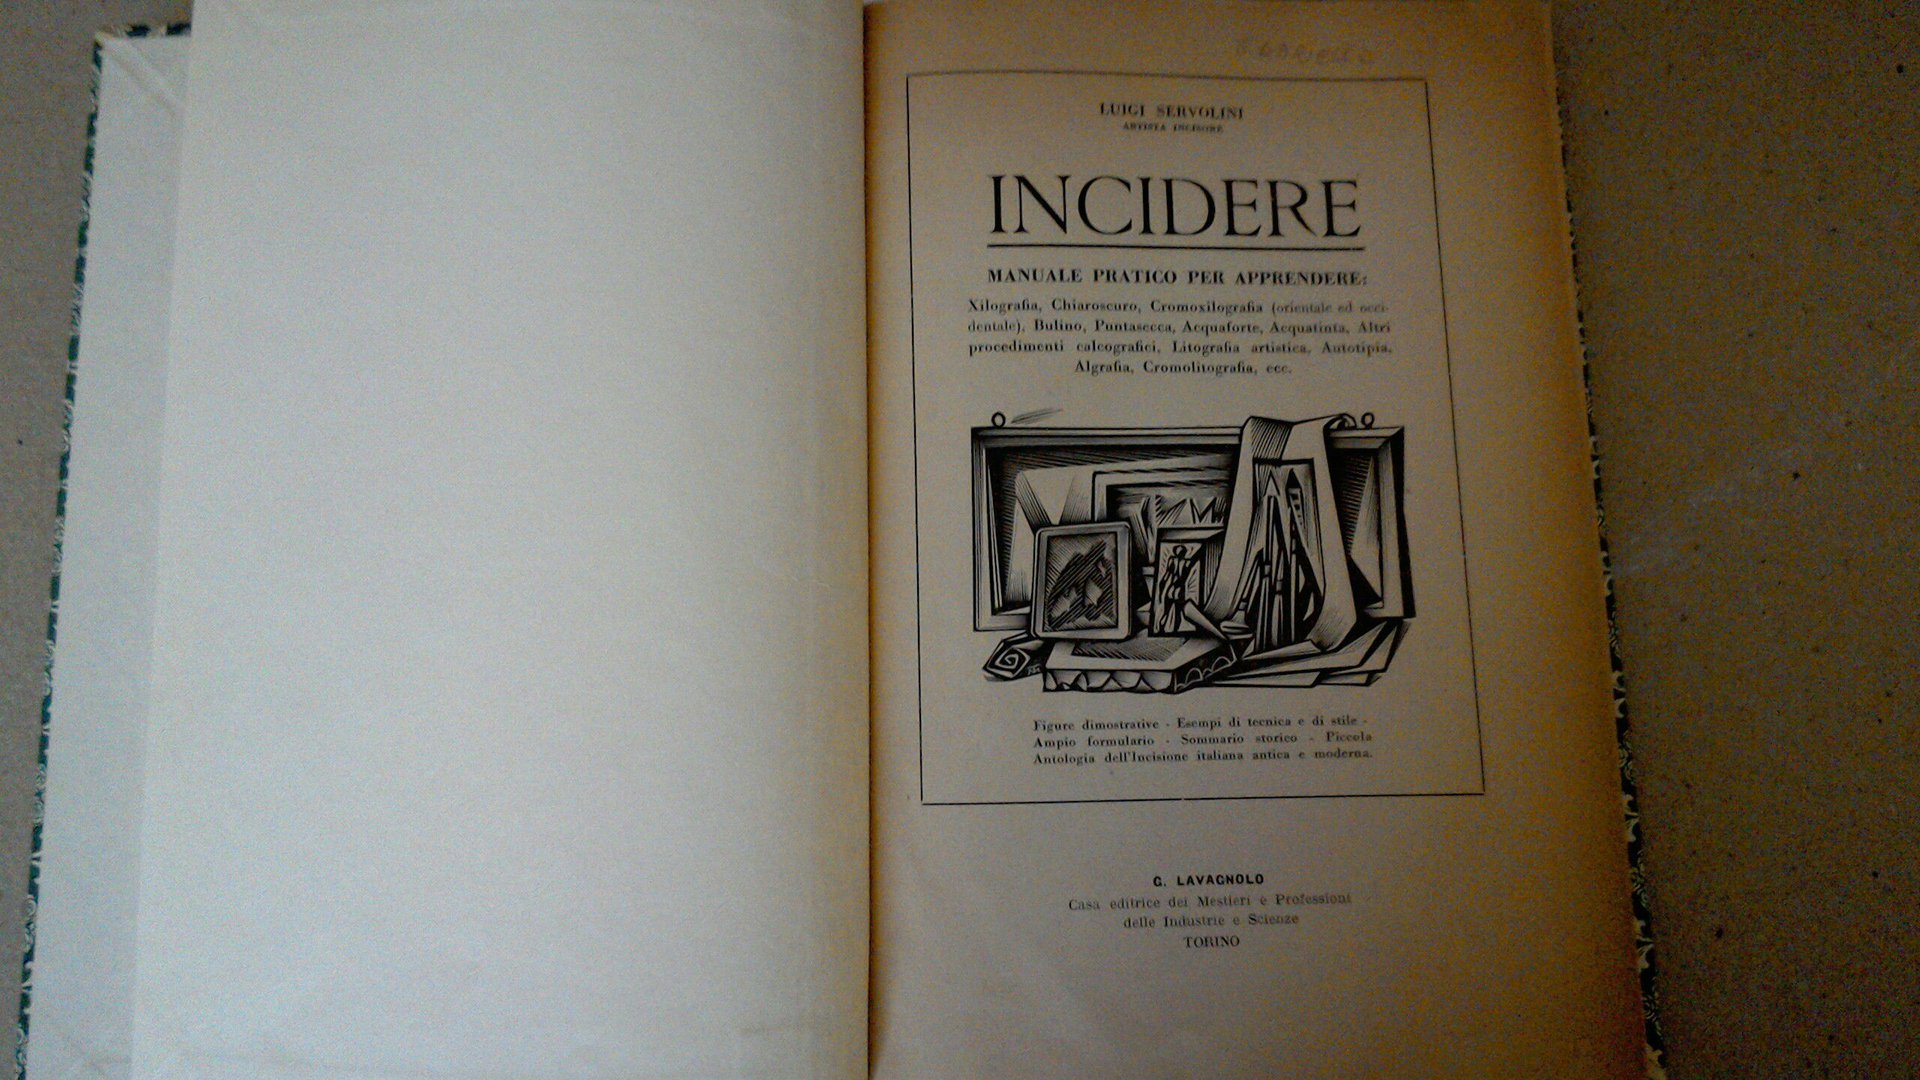 LUIGI SERVOLINI
ARTISTA INCISORE
INCIDERE
MANUALE PRATICO PER APPRENDERE:
Xilografia, Chiaroscuro, Cromoxilografia (orientale ed occi-
dentale), Bulino, Puntasecca, Acquaforte, Acquatinta, Altri
procedimenti calcografici, Litografia artistica, Autotipia,
Algrafia, Cromolitografia, ecc.
Figure dimostrative - Esempi di tecnica e di stile -
Ampio formulario - Sommario storico - Piccola
Antologia dell'Incisione italiana antica e moderna.
G. LAVAGNOLO
Casa editrice dei Mestieri e Professioni
delle Industrie e Scienze
TORINO